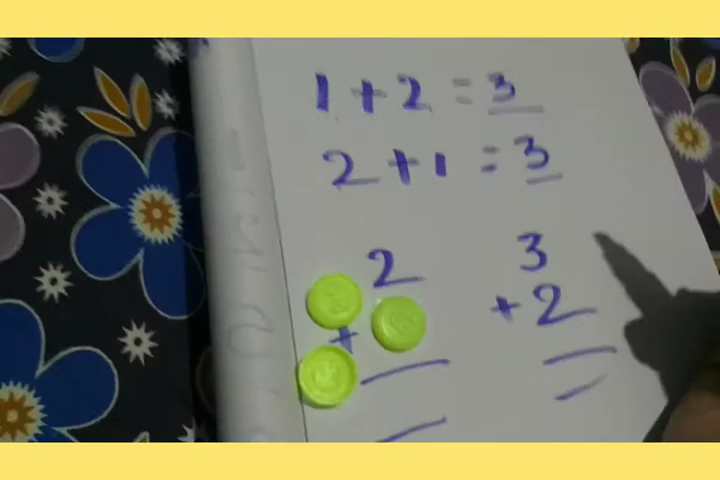 1 + 2 = 3
2 + 1 = 3
2 3
+ + 2